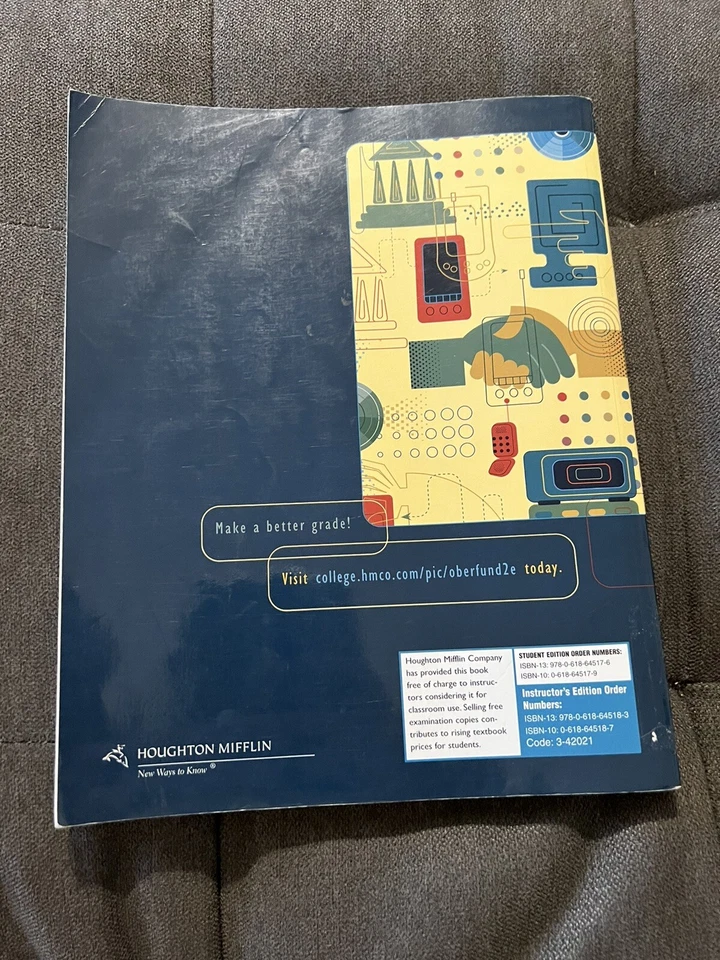 Make a better grade!
Visit college.hmco.com/pic/oberfund2e today.
Houghton Mifflin Company
has provided this book
free of charge to instruc-
tors considering it for
classroom use. Selling free
examination copies con-
tributes to rising textbook
prices for students.
STUDENT EDITION ORDER NUMBERS:
ISBN-13: 978-0-618-64517-6
ISBN-10: 0-618-64517-9
Instructor's Edition Order
Numbers:
ISBN-13: 978-0-618-64518-3
ISBN-10: 0-618-64518-7
Code: 3-42021
HOUGHTON MIFFLIN
New Ways to Know ®